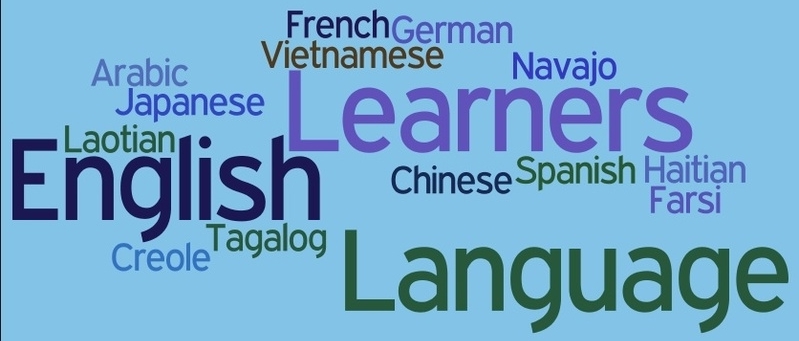 French German
Vietnamese
Navajo
Arabic
Learners
Japanese
Laotian
English
Chinese Spanish Haitian
Farsi
Tagalog
Creole
Language